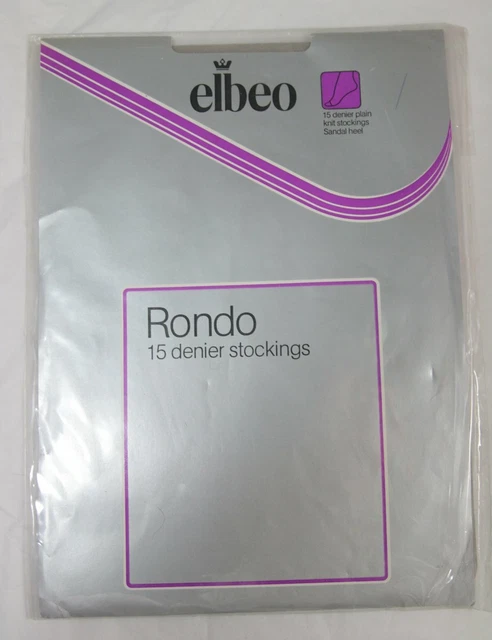 elbeo
15 denier plain
knit stockings
Sandal heel
Rondo
15 denier stockings